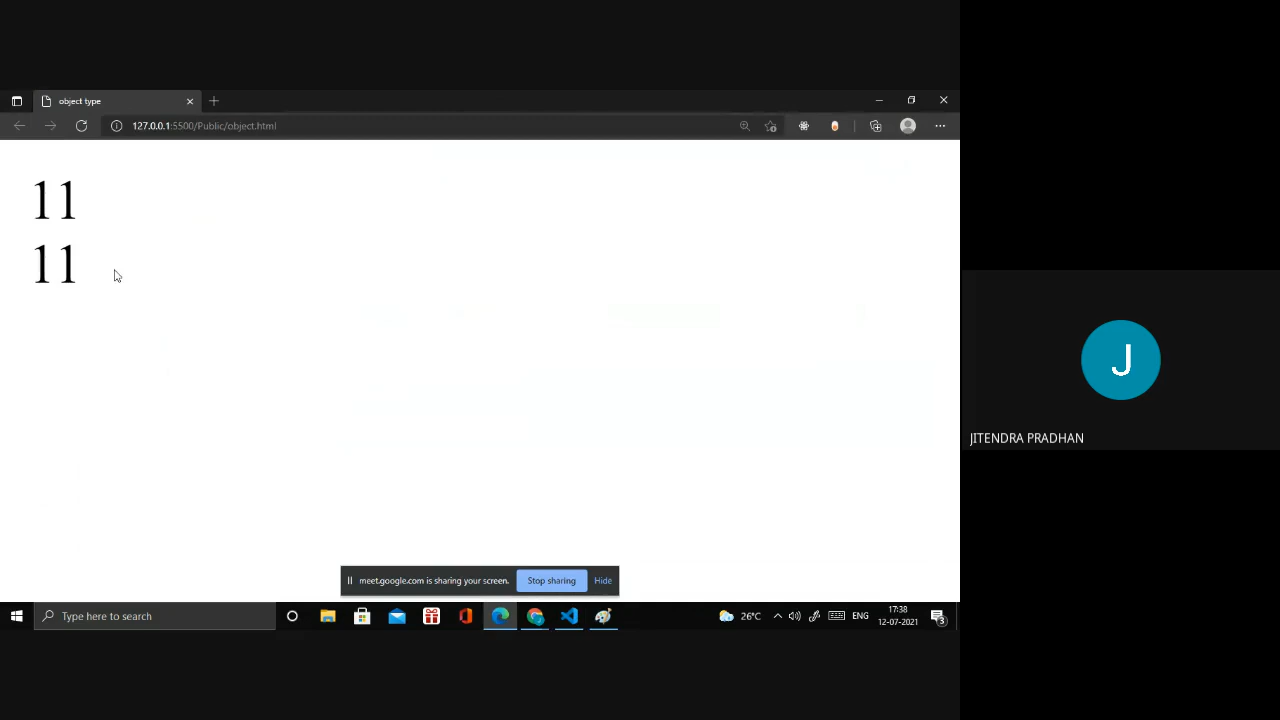 object type
127.0.0.1:5500/Public/object.html
11
11
J
JITENDRA PRADHAN
meet.google.com is sharing your screen. Stop sharing Hide
Type here to search
26°C ENG 17:38
12-07-2021
3